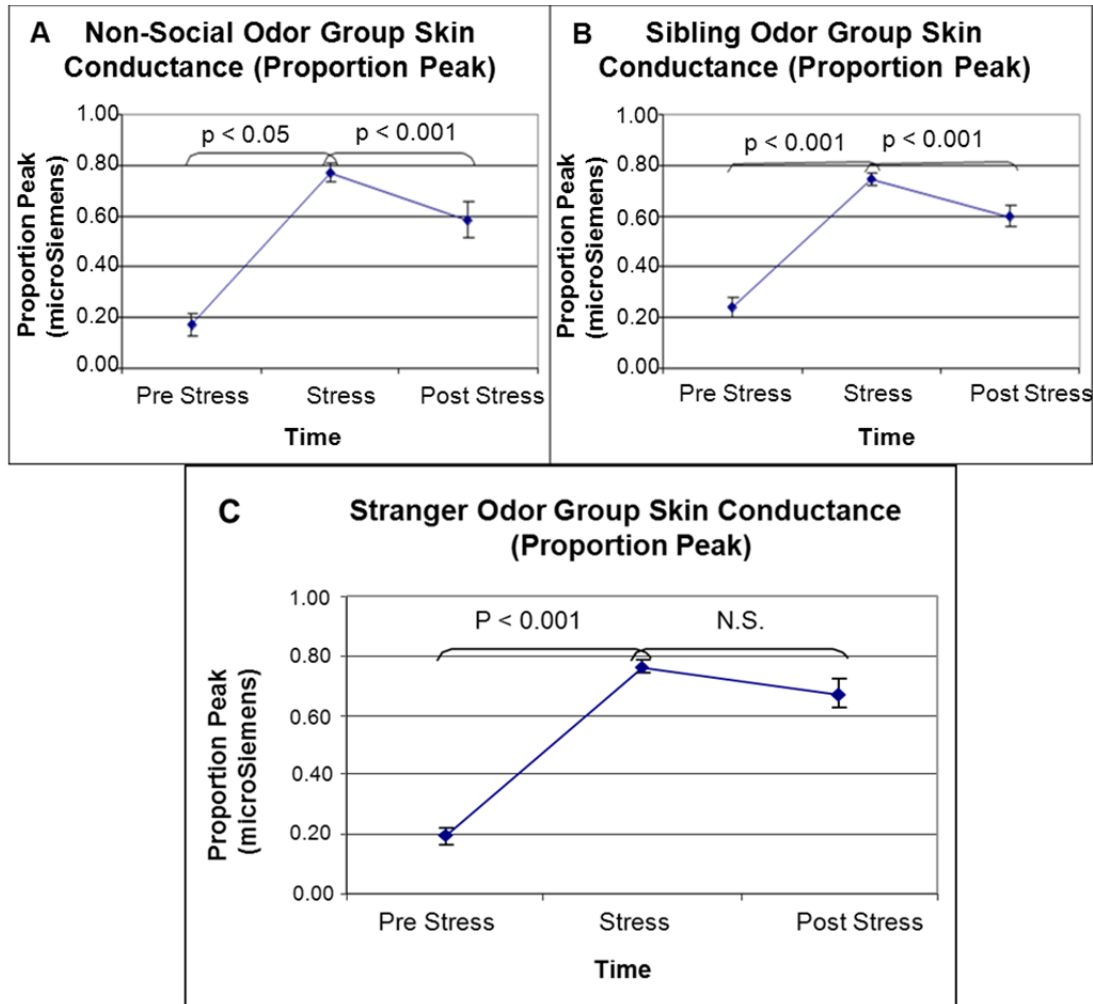 A Non-Social Odor Group Skin
Conductance (Proportion Peak)
Proportion Peak
(microSiemens)
1.00
0.80
0.60
0.40
0.20
0.00
p < 0.05 p < 0.001
Pre Stress Stress Post Stress
Time
B Sibling Odor Group Skin
Conductance (Proportion Peak)
Proportion Peak
(microSiemens)
1.00
0.80
0.60
0.40
0.20
0.00
p < 0.001 p < 0.001
Pre Stress Stress Post Stress
Time
C Stranger Odor Group Skin Conductance
(Proportion Peak)
Proportion Peak
(microSiemens)
1.00
0.80
0.60
0.40
0.20
0.00
P < 0.001 N.S.
Pre Stress Stress Post Stress
Time